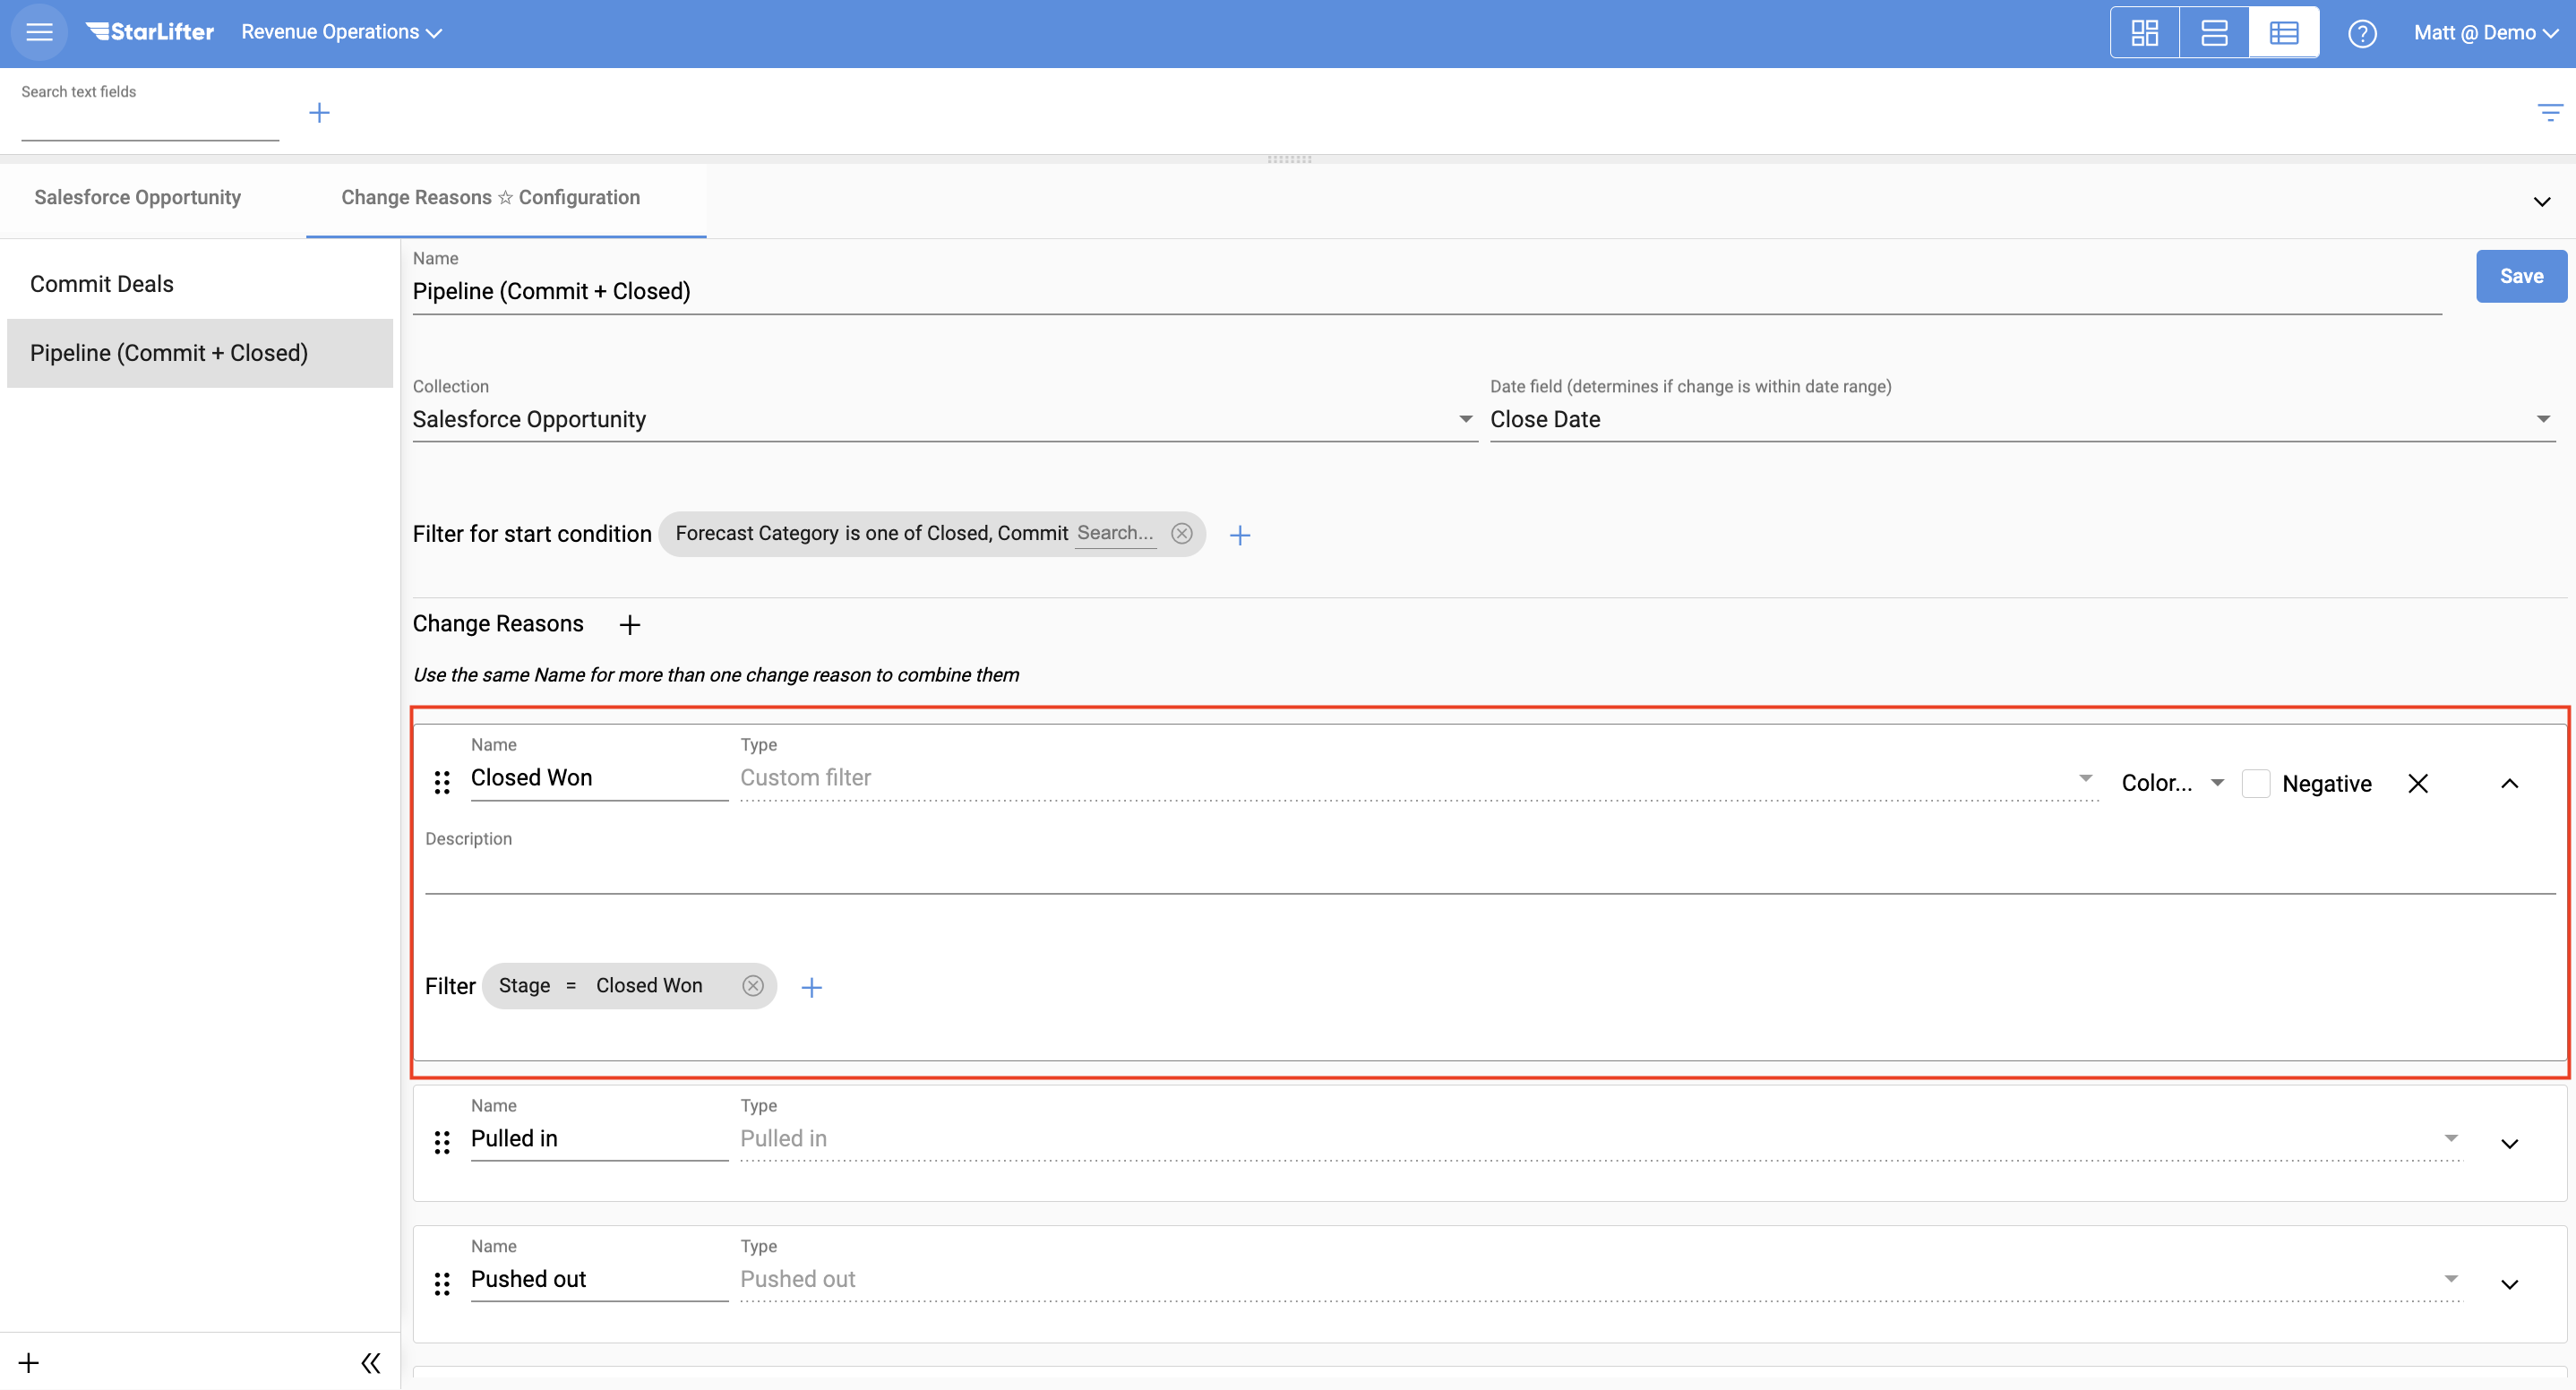 StarLifter Revenue Operations ? Matt @ Demo
Search text fields
Salesforce Opportunity Change Reasons ☆ Configuration
Commit Deals
Pipeline (Commit + Closed)
Name
Pipeline (Commit + Closed)
Save
Collection Date field (determines if change is within date range)
Salesforce Opportunity Close Date
Filter for start condition Forecast Category is one of Closed, Commit Search...
Change Reasons
Use the same Name for more than one change reason to combine them
Name Type
Closed Won Custom filter Color... Negative
Description
Filter Stage = Closed Won
Name Type
Pulled in Pulled in
Name Type
Pushed out Pushed out